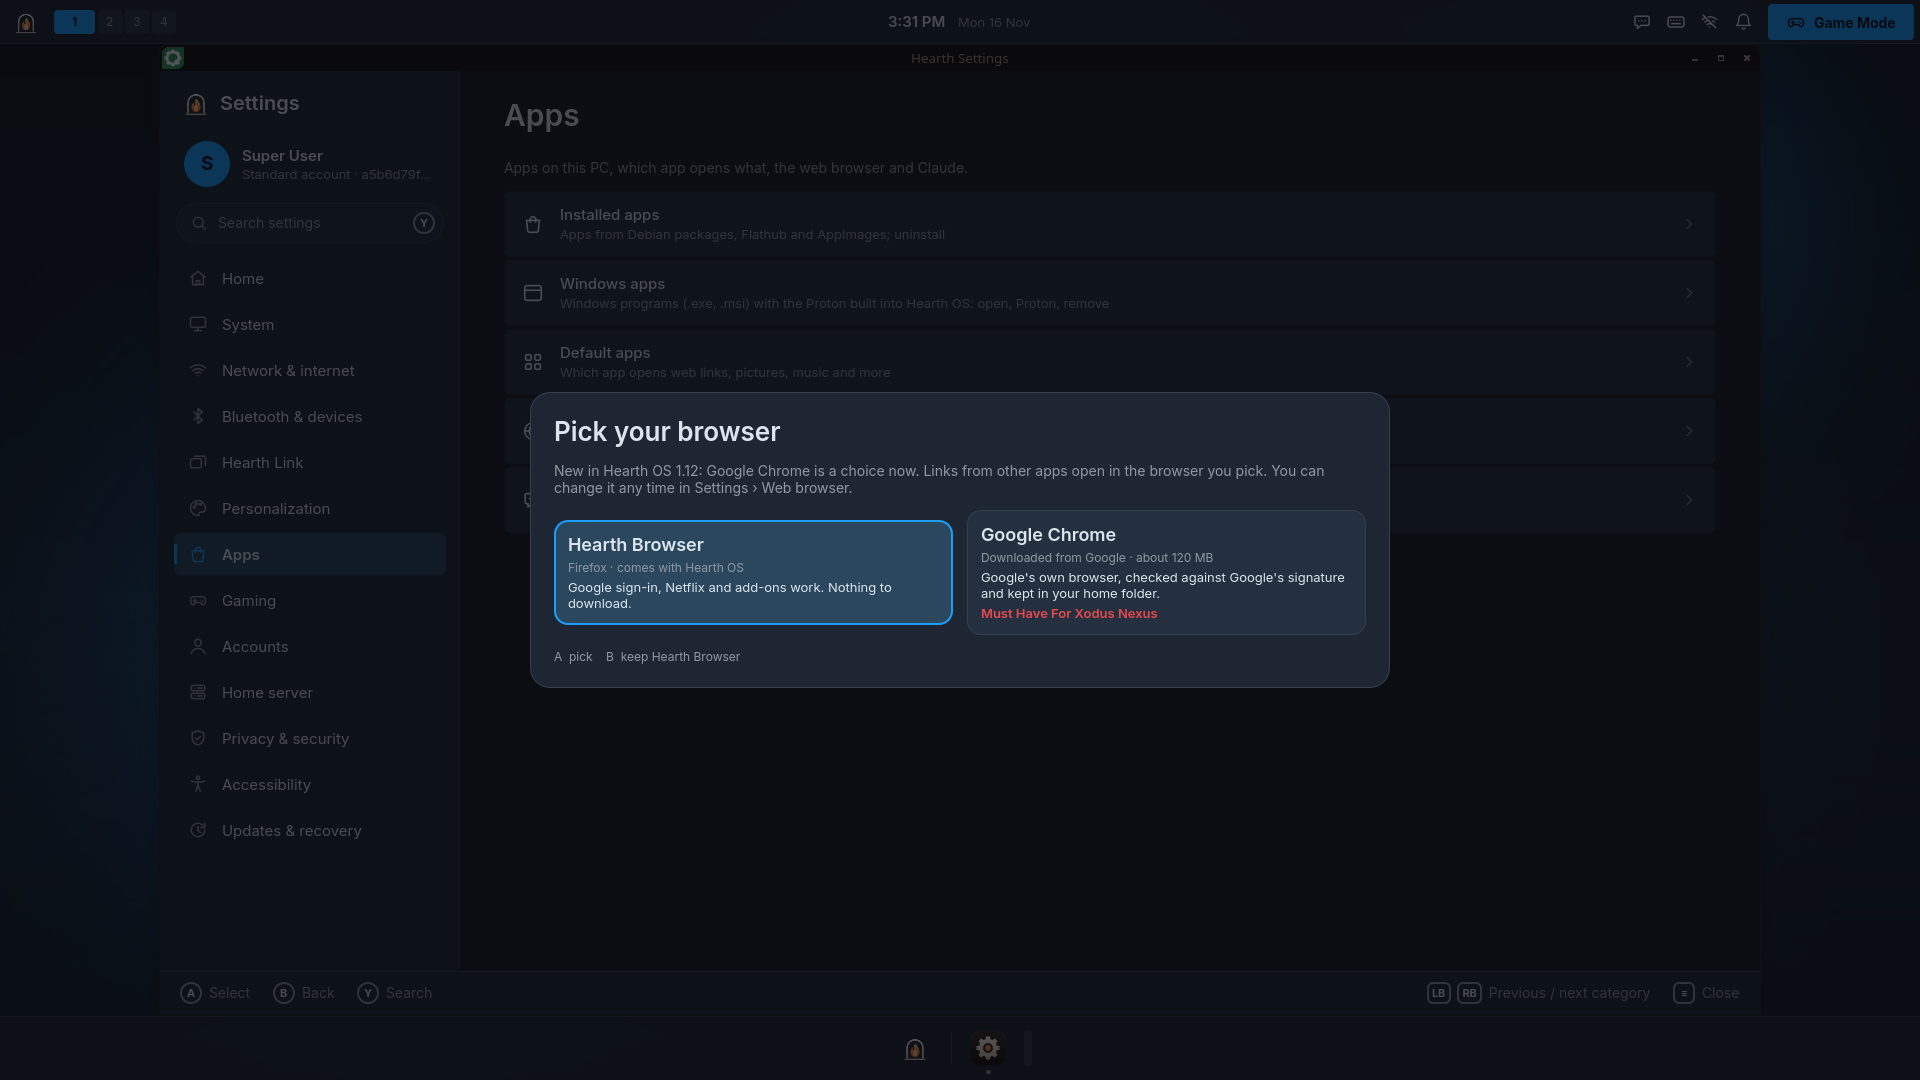 1 2 3 4
3:31 PM Mon 16 Nov
Game Mode
Hearth Settings
Settings
S
Super User
Standard account · a5b6d79f...
Search settings Y
Home
System
Network & internet
Bluetooth & devices
Hearth Link
Personalization
Apps
Gaming
Accounts
Home server
Privacy & security
Accessibility
Updates & recovery
Apps
Apps on this PC, which app opens what, the web browser and Claude.
Installed apps
Apps from Debian packages, Flathub and AppImages; uninstall
Windows apps
Windows programs (.exe, .msi) with the Proton built into Hearth OS: open, Proton, remove
Default apps
Which app opens web links, pictures, music and more
Pick your browser
New in Hearth OS 1.12: Google Chrome is a choice now. Links from other apps open in the browser you pick. You can
change it any time in Settings › Web browser.
Hearth Browser
Firefox · comes with Hearth OS
Google sign-in, Netflix and add-ons work. Nothing to
download.
Google Chrome
Downloaded from Google · about 120 MB
Google's own browser, checked against Google's signature
and kept in your home folder.
Must Have For Xodus Nexus
A pick B keep Hearth Browser
A Select B Back Y Search
LB RB Previous / next category ≡ Close